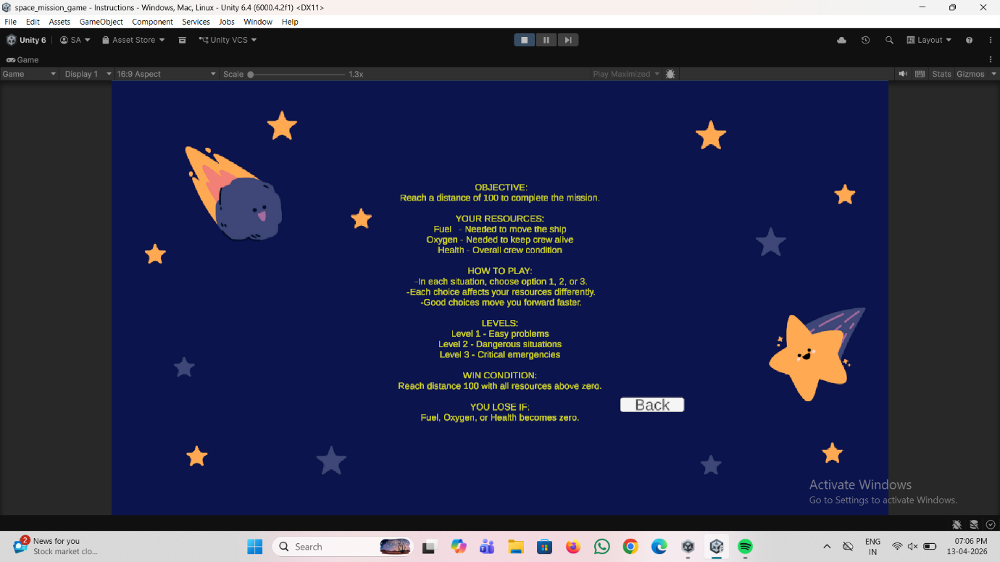 space_mission_game - Instructions - Windows, Mac, Linux - Unity 6.4 (6000.4.2f1) <DX11>
File Edit Assets GameObject Component Services Jobs Window Help
Unity 6 SA Asset Store Unity VCS Layout
Game
Game Display 1 16:9 Aspect Scale 1.3x Play Maximized Stats Gizmos
OBJECTIVE:
Reach a distance of 100 to complete the mission.
YOUR RESOURCES:
Fuel - Needed to move the ship
Oxygen - Needed to keep crew alive
Health - Overall crew condition
HOW TO PLAY:
-In each situation, choose option 1, 2, or 3.
-Each choice affects your resources differently.
-Good choices move you forward faster.
LEVELS:
Level 1 - Easy problems
Level 2 - Dangerous situations
Level 3 - Critical emergencies
WIN CONDITION:
Reach distance 100 with all resources above zero.
YOU LOSE IF:
Fuel, Oxygen, or Health becomes zero.
Back
Activate Windows
Go to Settings to activate Windows.
2
News for you
Stock market clo...
Search
ENG
IN
07:06 PM
13-04-2026